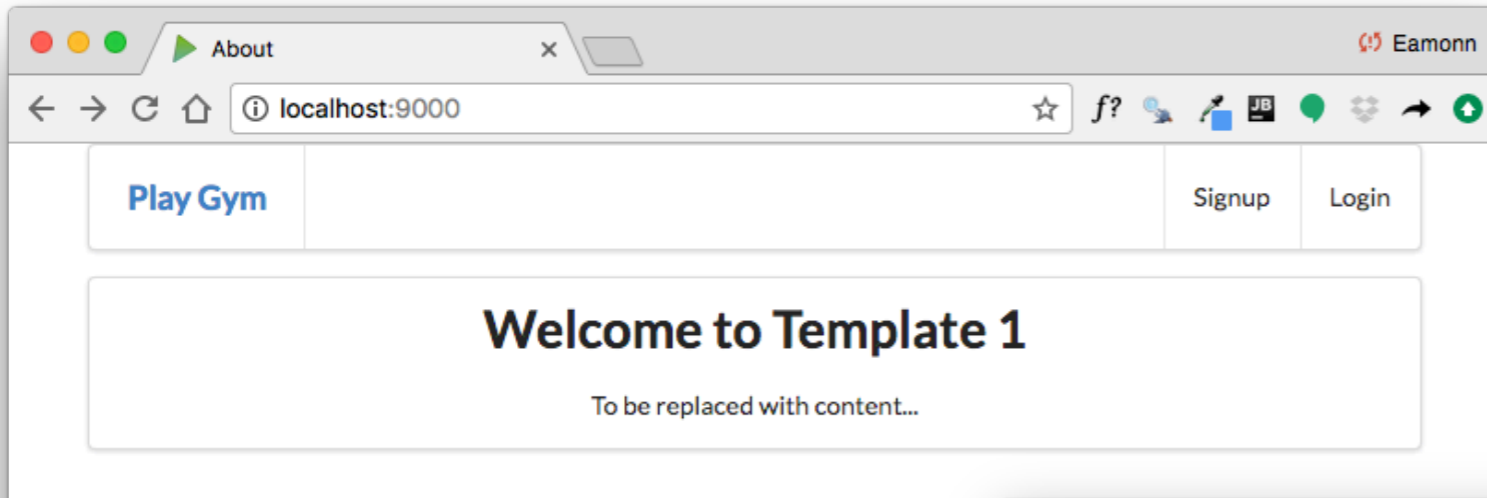 About
Eamonn
localhost:9000
f?
JB
Play Gym
Signup
Login
Welcome to Template 1
To be replaced with content...